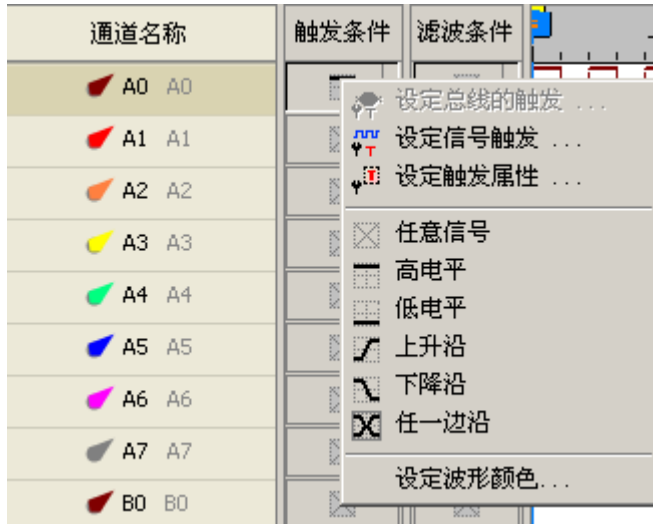 通道名称 触发条件 滤波条件
A0 A0
设定总线的触发 ...
A1 A1
设定信号触发 ...
A2 A2
设定触发属性 ...
A3 A3
任意信号
A4 A4
高电平
低电平
A5 A5
上升沿
A6 A6
下降沿
A7 A7
任一边沿
B0 B0
设定波形颜色...